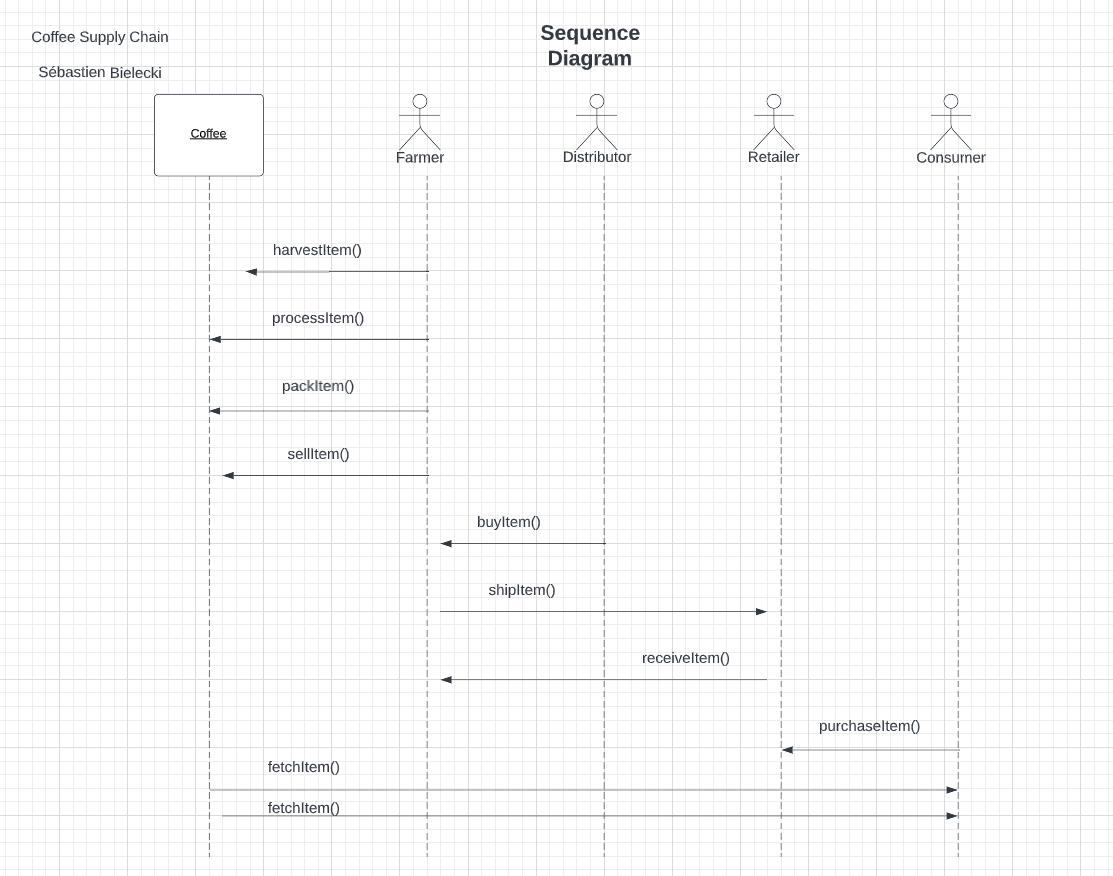 Coffee Supply Chain
Sequence
Diagram
Sébastien Bielecki
Coffee
Farmer
Distributor
Retailer
Consumer
harvestItem()
processItem()
packItem()
sellItem()
buyItem()
shipItem()
receiveItem()
purchaseItem()
fetchItem()
fetchItem()